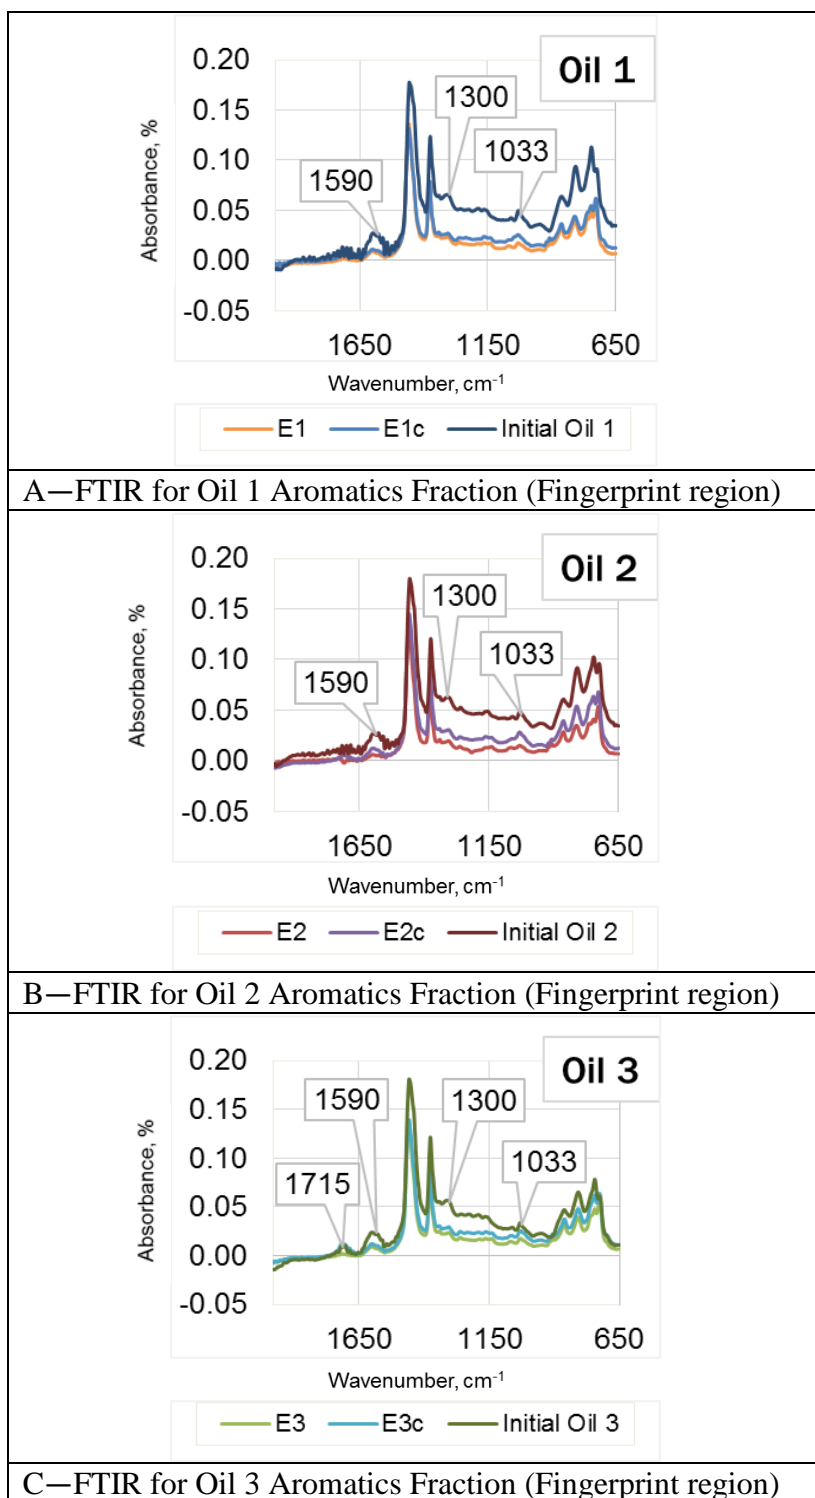 Oil 1
0.20
0.15
0.10
0.05
0.00
-0.05
Absorbance, %
1590
1300
1033
1650 1150 650
Wavenumber, cm-1
E1 E1c Initial Oil 1
A—FTIR for Oil 1 Aromatics Fraction (Fingerprint region)
Oil 2
0.20
0.15
0.10
0.05
0.00
-0.05
Absorbance, %
1590
1300
1033
1650 1150 650
Wavenumber, cm-1
E2 E2c Initial Oil 2
B—FTIR for Oil 2 Aromatics Fraction (Fingerprint region)
Oil 3
0.20
0.15
0.10
0.05
0.00
-0.05
Absorbance, %
1715
1590
1300
1033
1650 1150 650
Wavenumber, cm-1
E3 E3c Initial Oil 3
C—FTIR for Oil 3 Aromatics Fraction (Fingerprint region)